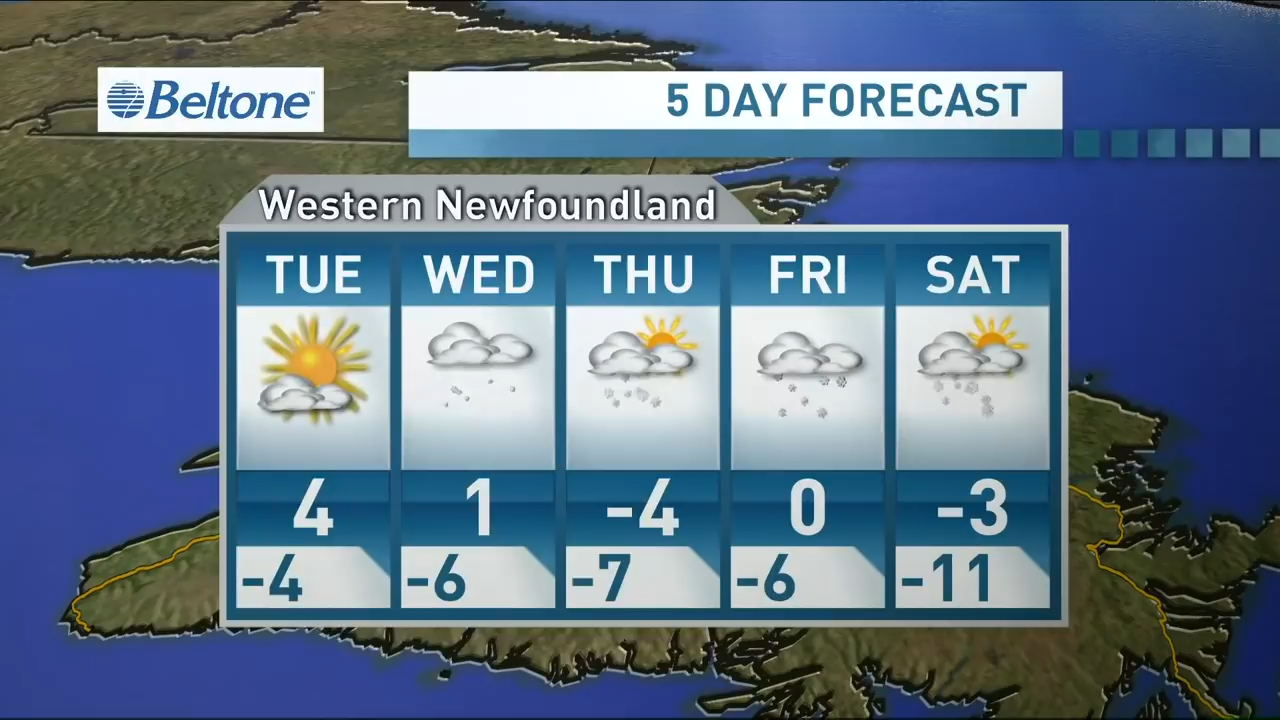 Beltone™
5 DAY FORECAST
Western Newfoundland
TUE WED THU FRI SAT
4 1 -4 0 -3
-4 -6 -7 -6 -11